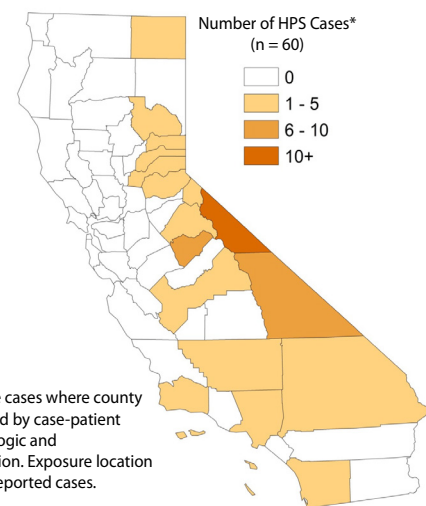 Number of HPS Cases*
(n = 60)
0
1 - 5
6 - 10
10+
e cases where county
d by case-patient
ogic and
ion. Exposure location
eported cases.